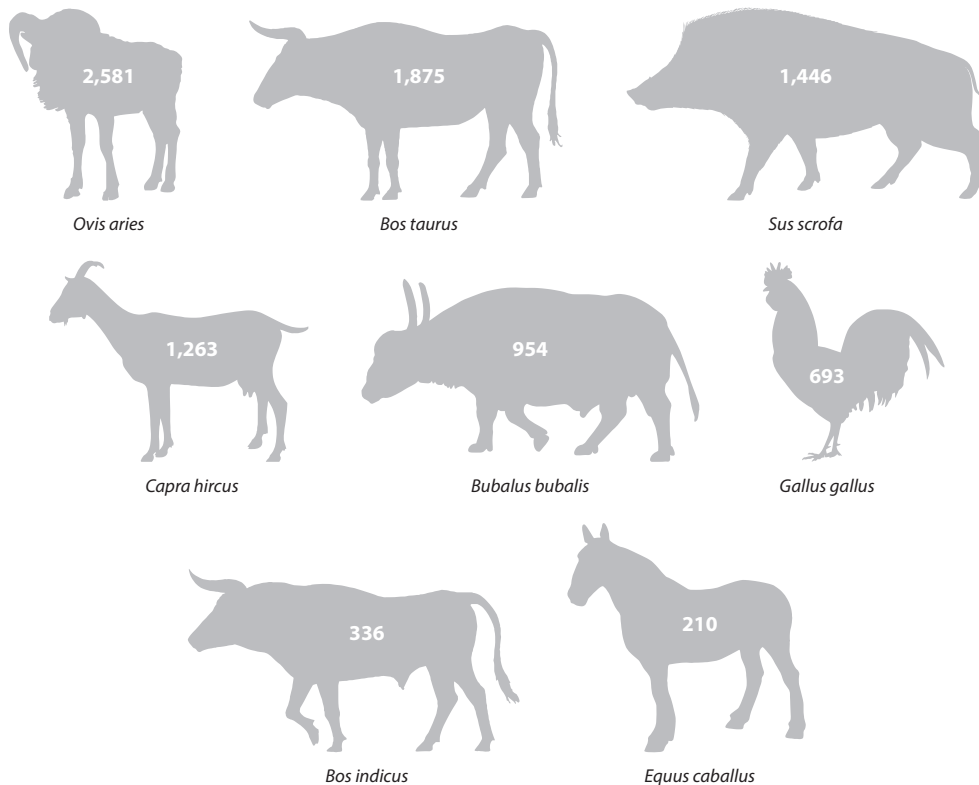 2,581
1,875
1,446
Ovis aries
Bos taurus
Sus scrofa
1,263
954
693
Capra hircus
Bubalus bubalis
Gallus gallus
336
210
Bos indicus
Equus caballus